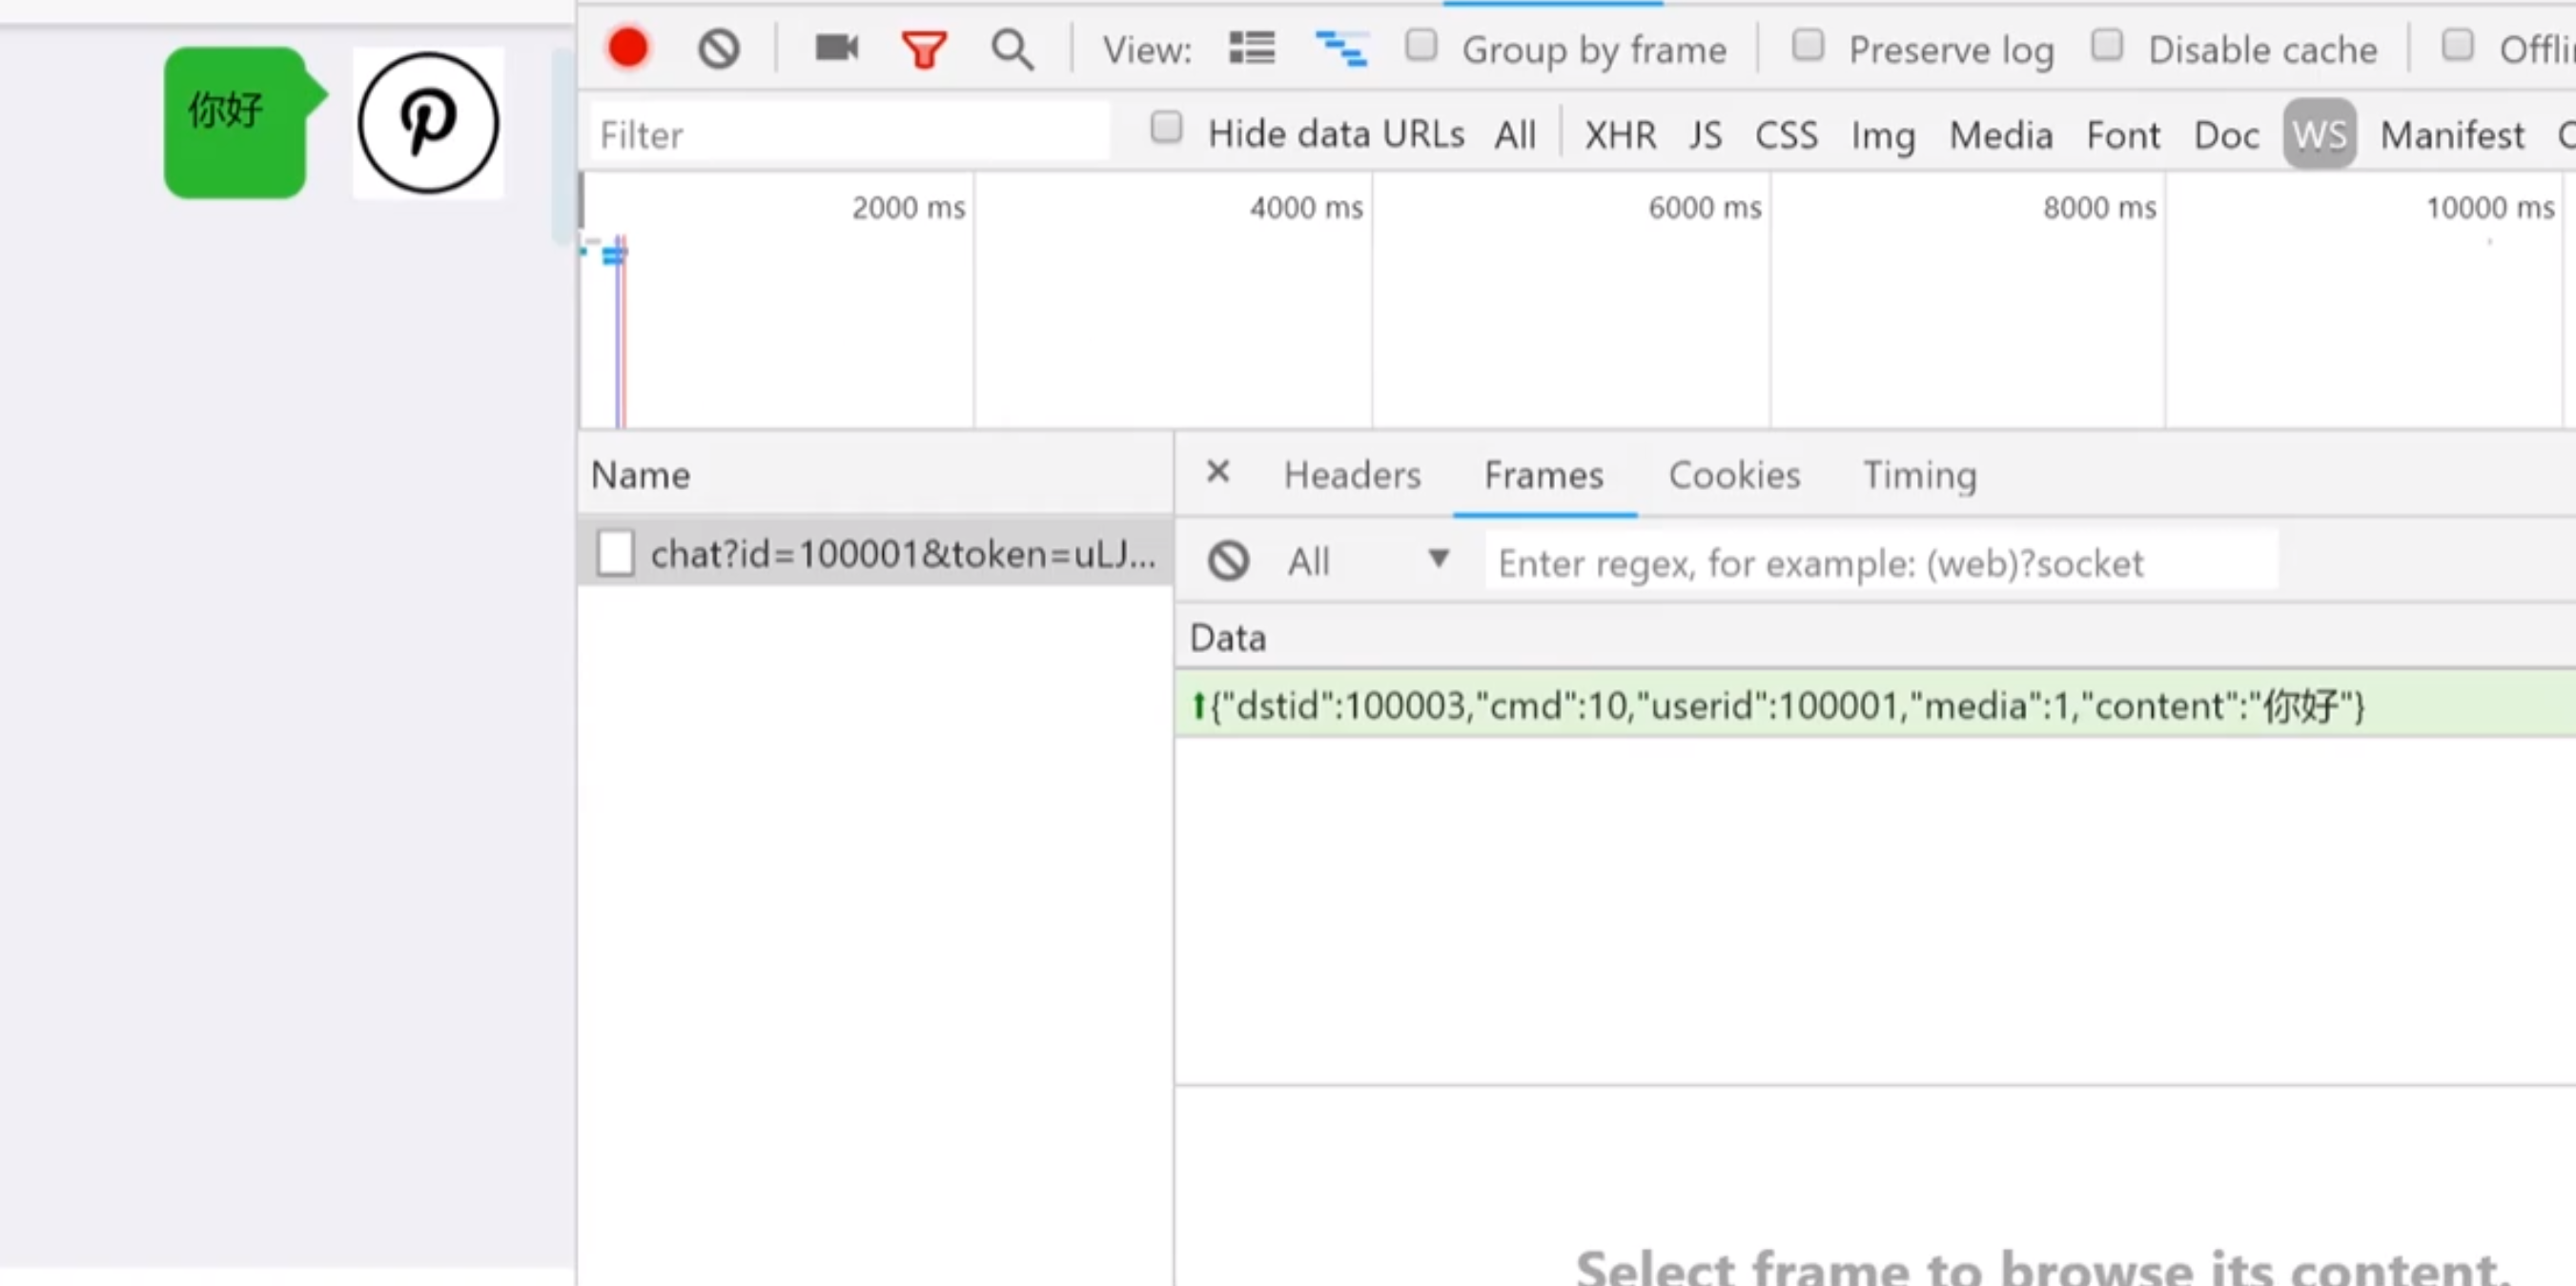 你好
View: Group by frame Preserve log Disable cache
Filter Hide data URLs All XHR JS CSS Img Media Font Doc WS Manifest
2000 ms 4000 ms 6000 ms 8000 ms 10000 ms
Name
chat?id=100001&token=uLJ...
× Headers Frames Cookies Timing
All Enter regex, for example: (web)?socket
Data
{"dstid":100003,"cmd":10,"userid":100001,"media":1,"content":"你好"}
Select frame to browse its content.